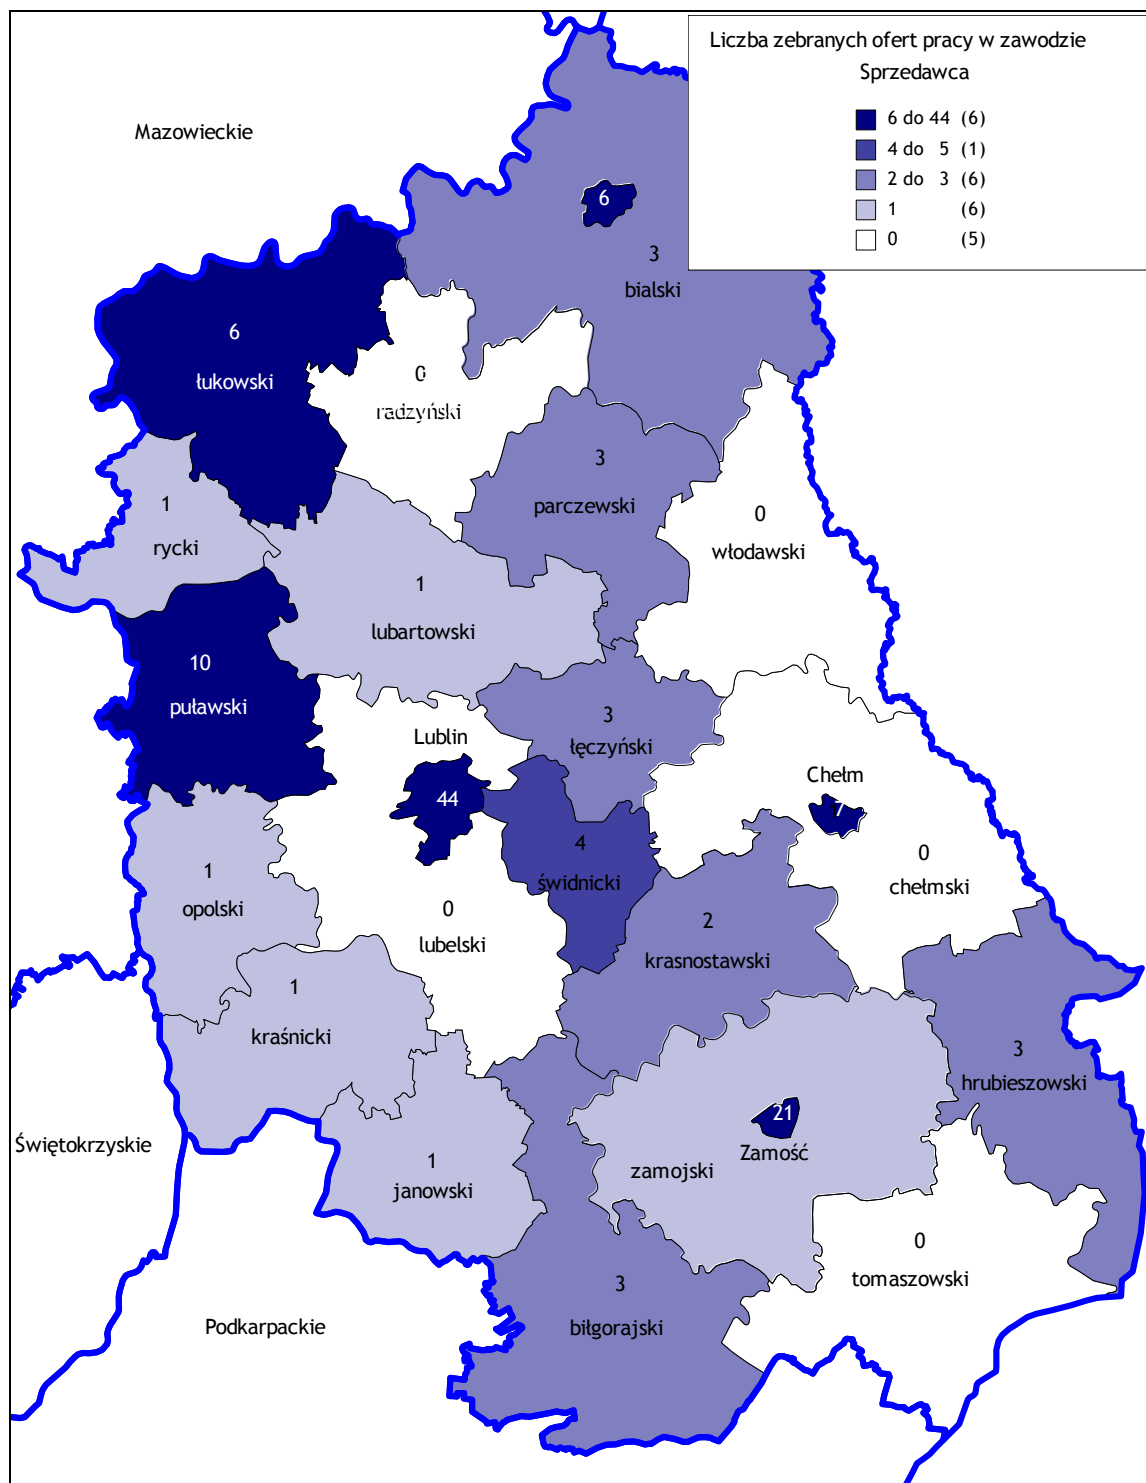 Liczba zebranych ofert pracy w zawodzie
Sprzedawca
6 do 44 (6)
4 do 5 (1)
2 do 3 (6)
1 (6)
0 (5)
Mazowieckie
6
3
bialski
6
łukowski
0
radzyński
3
parczewski
1
rycki
0
włodawski
1
lubartowski
10
puławski
3
łęczyński
Lublin
44
Chełm
7
4
świdnicki
0
chełmski
1
opolski
0
lubelski
2
krasnostawski
1
kraśnicki
3
hrubieszowski
21
Zamość
zamojski
Świętokrzyskie
1
janowski
0
tomaszowski
3
biłgorajski
Podkarpackie